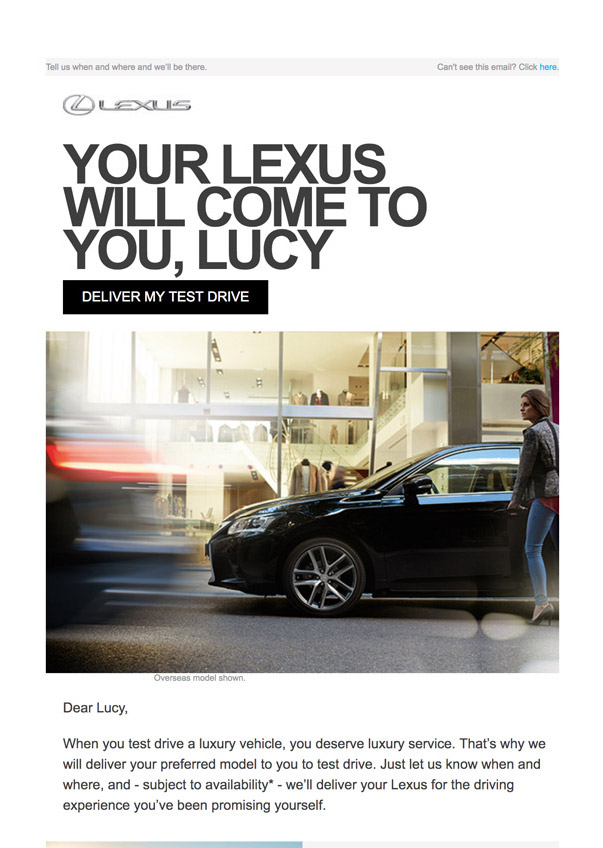 Tell us when and where and we'll be there.
Can't see this email? Click here.
LEXUS
YOUR LEXUS
WILL COME TO
YOU, LUCY
DELIVER MY TEST DRIVE
Overseas model shown.
Dear Lucy,
When you test drive a luxury vehicle, you deserve luxury service. That's why we
will deliver your preferred model to you to test drive. Just let us know when and
where, and - subject to availability* - we'll deliver your Lexus for the driving
experience you've been promising yourself.